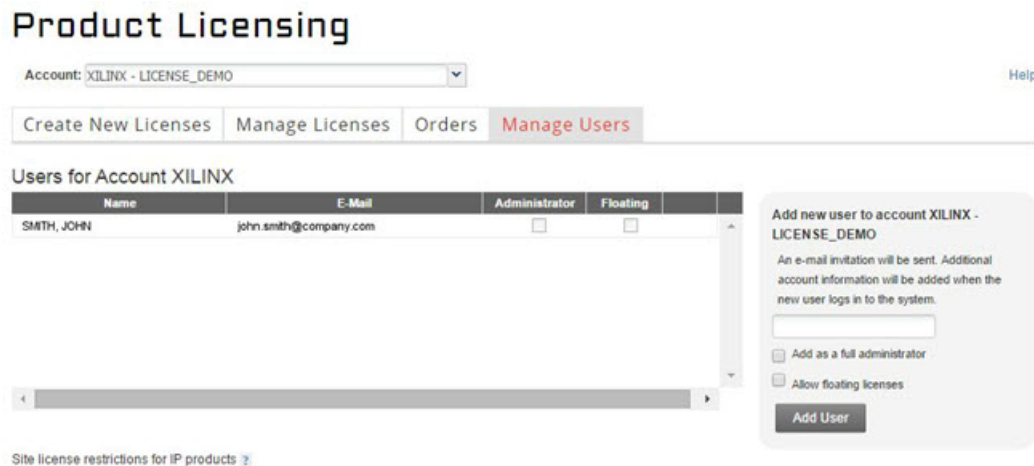 Product Licensing
Account: XILINX - LICENSE_DEMO
Help
Create New Licenses Manage Licenses Orders Manage Users
Users for Account XILINX
Name E-Mail Administrator Floating
SMITH, JOHN john.smith@company.com
Add new user to account XILINX -
LICENSE_DEMO
An e-mail invitation will be sent. Additional
account information will be added when the
new user logs in to the system.
Add as a full administrator
Allow floating licenses
Add User
Site license restrictions for IP products ?